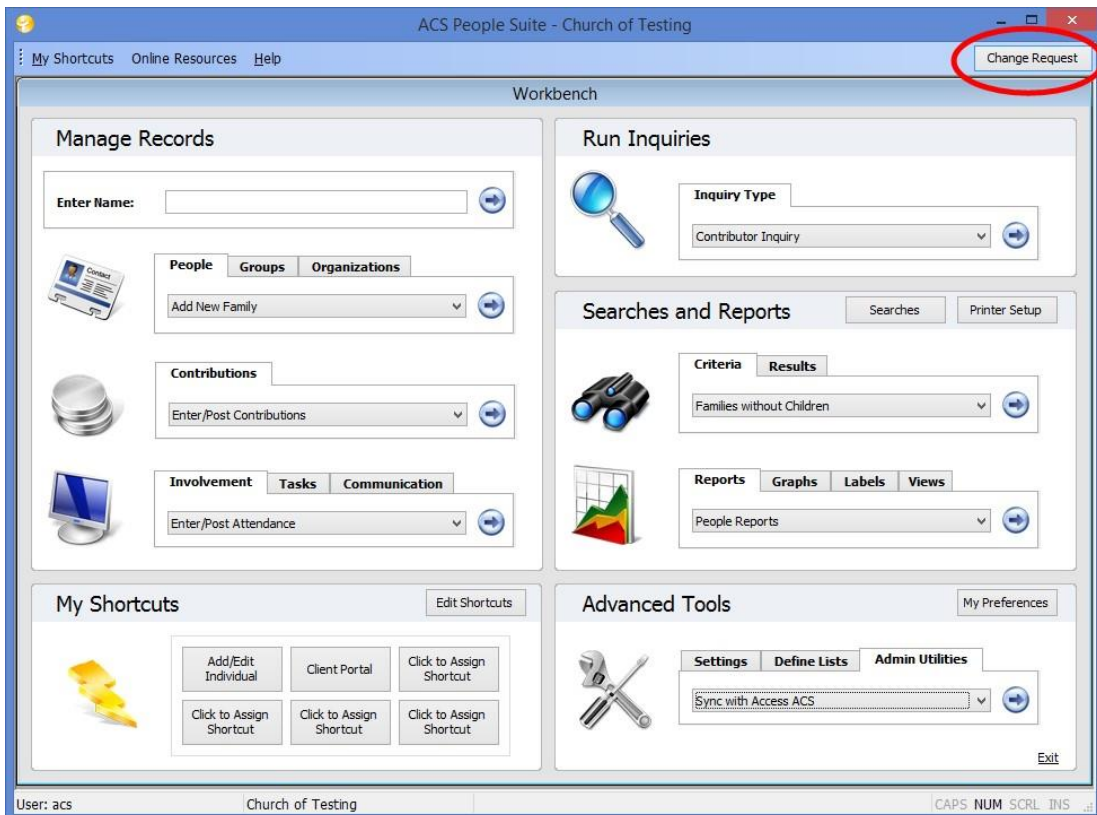 ACS People Suite - Church of Testing
My Shortcuts Online Resources Help
Change Request
Workbench
Manage Records
Enter Name:
Contact
People Groups Organizations
Add New Family
Contributions
Enter/Post Contributions
Involvement Tasks Communication
Enter/Post Attendance
Run Inquiries
Inquiry Type
Contributor Inquiry
Searches and Reports
Searches
Printer Setup
Criteria Results
Families without Children
Reports Graphs Labels Views
People Reports
My Shortcuts
Edit Shortcuts
Add/Edit
Individual
Client Portal
Click to Assign
Shortcut
Click to Assign
Shortcut
Click to Assign
Shortcut
Click to Assign
Shortcut
Advanced Tools
My Preferences
Settings Define Lists Admin Utilities
Sync with Access ACS
Exit
User: acs
Church of Testing
CAPS NUM SCRL INS